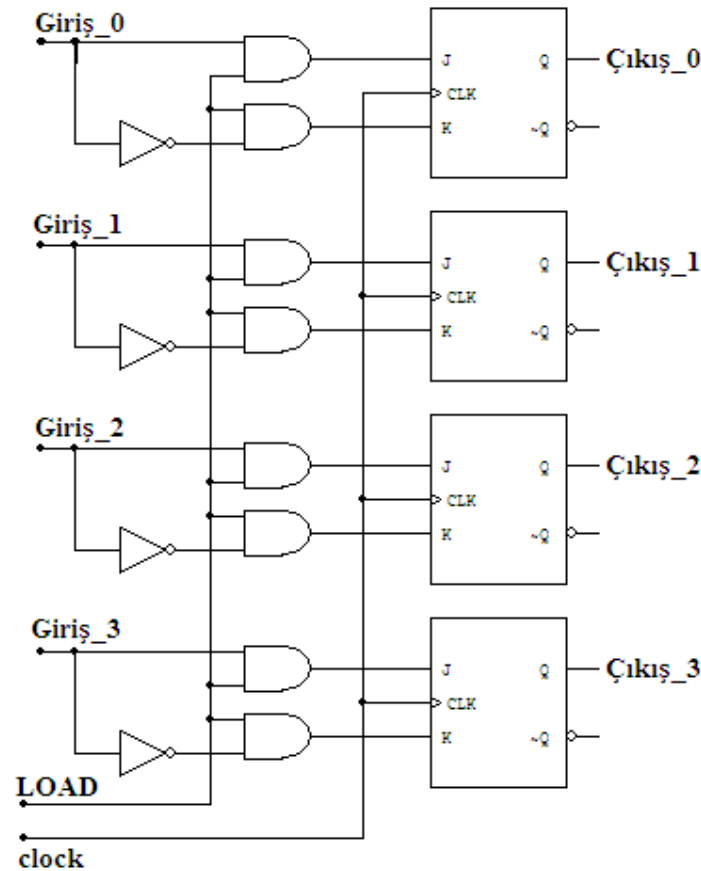 Giriş_0
J Q Çıkış_0
CLK
K ~Q
Giriş_1
J Q Çıkış_1
CLK
K ~Q
Giriş_2
J Q Çıkış_2
CLK
K ~Q
Giriş_3
J Q Çıkış_3
CLK
K ~Q
LOAD
clock